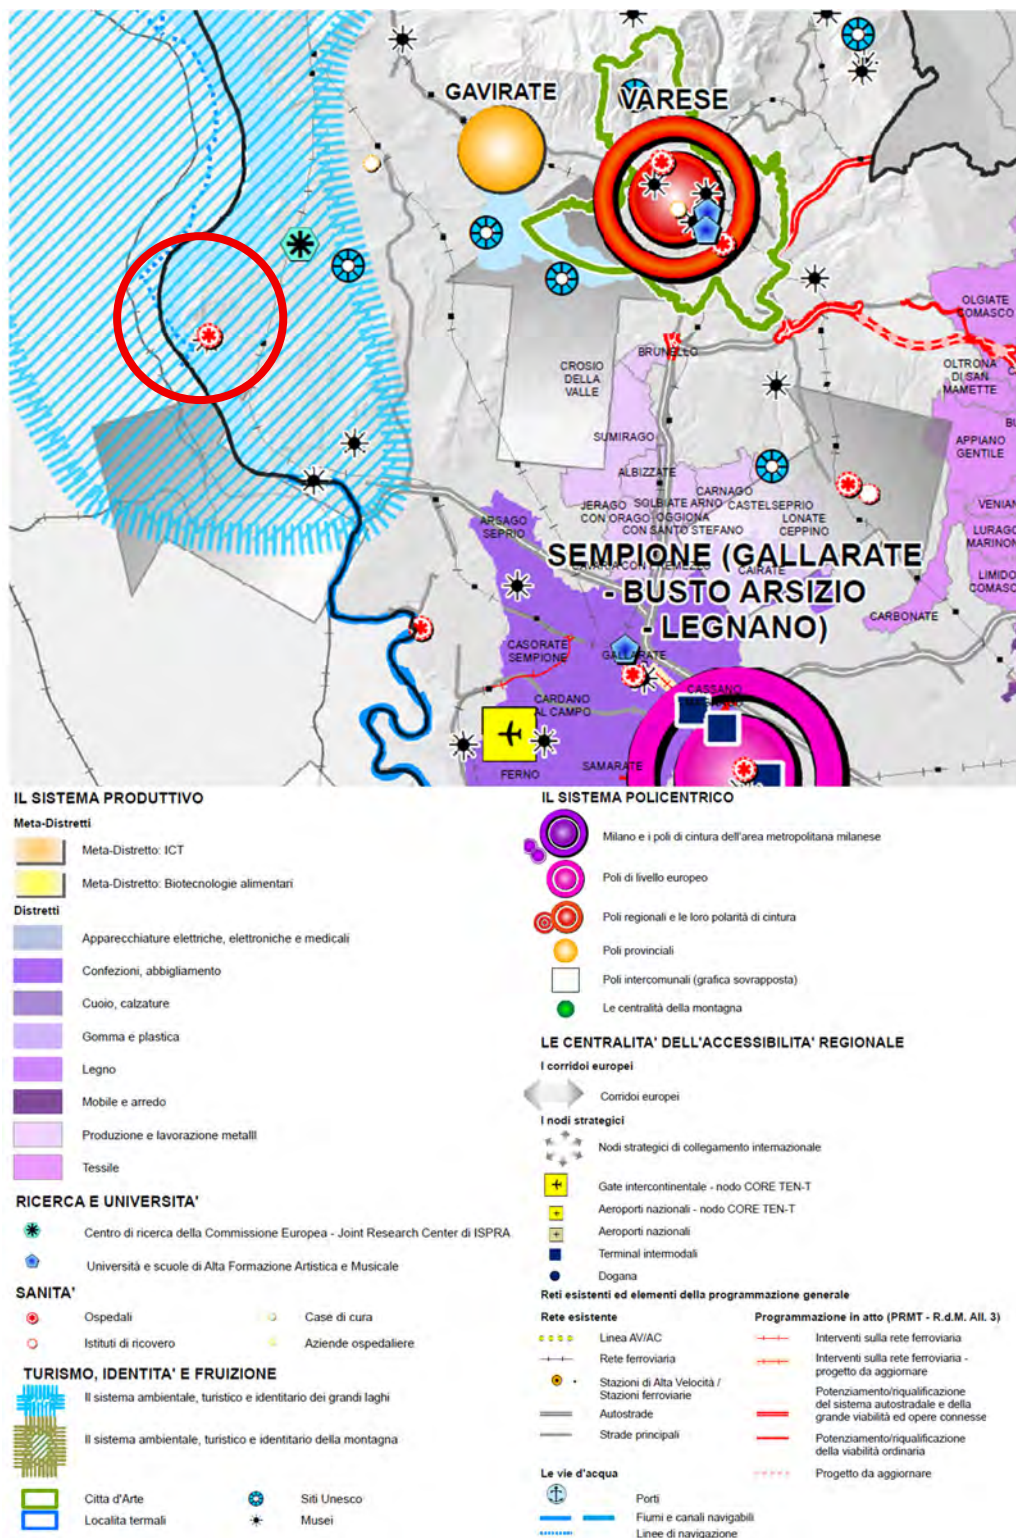 GAVIRATE
VARESE
OLGIATE
COMASCO
BRUNELLO
CROSIO
DELLA
VALLE
OLTRONA
DI SAN
MAMETTE
SUMIRAGO
APPIANO
GENTILE
ALBIZZATE
CARNAGO
JERAGO
CON ORAGO
SOLBIATE ARNO
CASTELSEPRIO
OGGIONA
CON SANTO STEFANO
LONATE
CEPPINO
ARSAGO
SEPRIO
VENIAN
LURAGO
MARINON
CAVARIA CON PREMEZZO
CAIRATE
LIMIDO
COMASC
SEMPIONE (GALLARATE
- BUSTO ARSIZIO
- LEGNANO)
CARBONATE
CASORATE
SEMPIONE
GALLARATE
CARDANO
AL CAMPO
CASSANO
SAMARATE
FERNO
IL SISTEMA PRODUTTIVO
Meta-Distretti
Meta-Distretto: ICT
Meta-Distretto: Biotecnologie alimentari
Distretti
Apparecchiature elettriche, elettroniche e medicali
Confezioni, abbigliamento
Cuoio, calzature
Gomma e plastica
Legno
Mobile e arredo
Produzione e lavorazione metalli
Tessile
RICERCA E UNIVERSITA'
Centro di ricerca della Commissione Europea - Joint Research Center di ISPRA
Università e scuole di Alta Formazione Artistica e Musicale
SANITA'
Ospedali
Case di cura
Istituti di ricovero
Aziende ospedaliere
TURISMO, IDENTITA' E FRUIZIONE
Il sistema ambientale, turistico e identitario dei grandi laghi
Il sistema ambientale, turistico e identitario della montagna
Citta d'Arte
Siti Unesco
Localita termali
Musei
IL SISTEMA POLICENTRICO
Milano e i poli di cintura dell'area metropolitana milanese
Poli di livello europeo
Poli regionali e le loro polarità di cintura
Poli provinciali
Poli intercomunali (grafica sovrapposta)
Le centralità della montagna
LE CENTRALITA' DELL'ACCESSIBILITA' REGIONALE
I corridoi europei
Corridoi europei
I nodi strategici
Nodi strategici di collegamento internazionale
Gate intercontinentale - nodo CORE TEN-T
Aeroporti nazionali - nodo CORE TEN-T
Aeroporti nazionali
Terminal intermodali
Dogana
Reti esistenti ed elementi della programmazione generale
Rete esistente
Linea AV/AC
Rete ferroviaria
Stazioni di Alta Velocità /
Stazioni ferroviarie
Autostrade
Strade principali
Programmazione in atto (PRMT - R.d.M. All. 3)
Interventi sulla rete ferroviaria
Interventi sulla rete ferroviaria -
progetto da aggiornare
Potenziamento/riqualificazione
del sistema autostradale e della
grande viabilità ed opere connesse
Potenziamento/riqualificazione
della viabilità ordinaria
Progetto da aggiornare
Le vie d'acqua
Porti
Fiumi e canali navigabili
Linee di navigazione